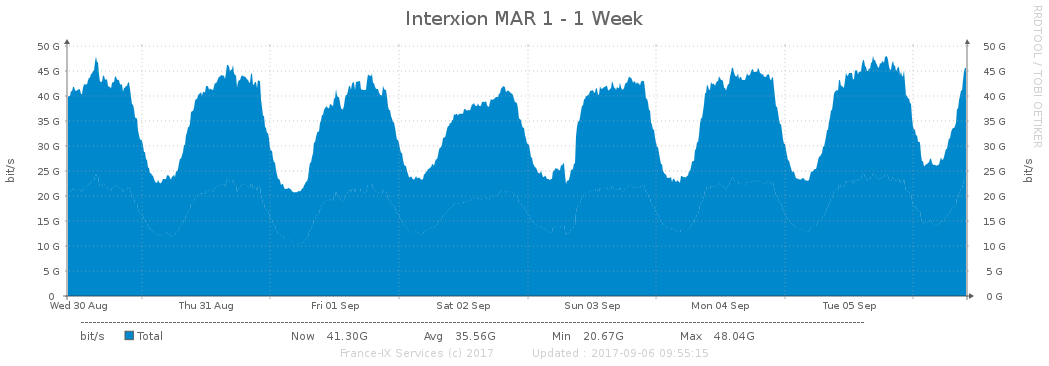 Interxion MAR 1 - 1 Week
RRDTOOL / TOBI OETIKER
bit/s
50 G
45 G
40 G
35 G
30 G
25 G
20 G
15 G
10 G
5 G
0
50 G
45 G
40 G
35 G
30 G
25 G
20 G
15 G
10 G
5 G
0 G
bit/s
Wed 30 Aug Thu 31 Aug Fri 01 Sep Sat 02 Sep Sun 03 Sep Mon 04 Sep Tue 05 Sep
bit/s Total Now 41.30G Avg 35.56G Min 20.67G Max 48.04G
France-IX Services (c) 2017 Updated : 2017-09-06 09:55:15